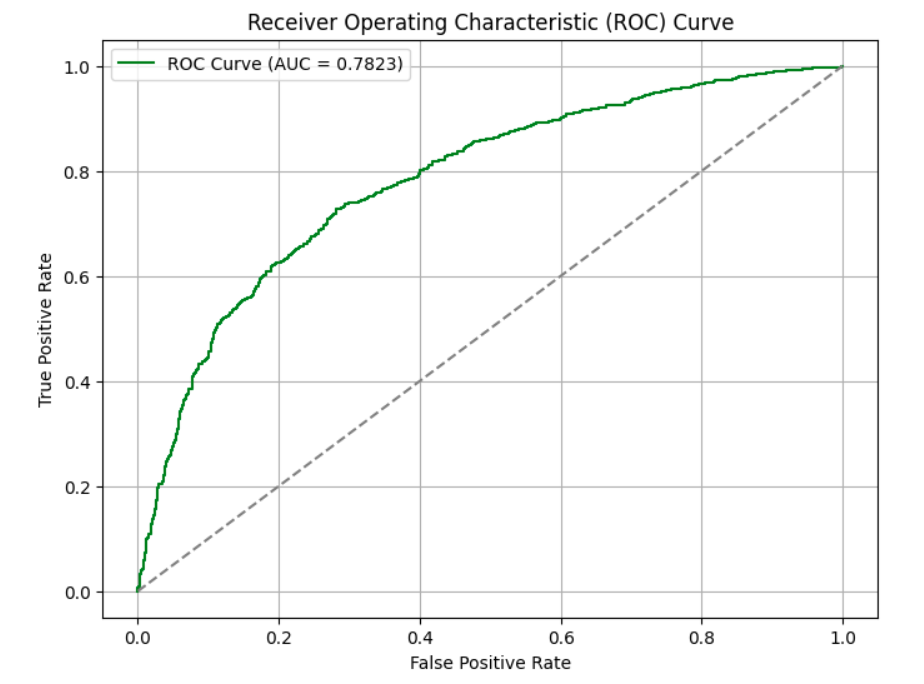 Receiver Operating Characteristic (ROC) Curve
ROC Curve (AUC = 0.7823)
1.0
0.8
0.6
0.4
0.2
0.0
True Positive Rate
0.0 0.2 0.4 0.6 0.8 1.0
False Positive Rate